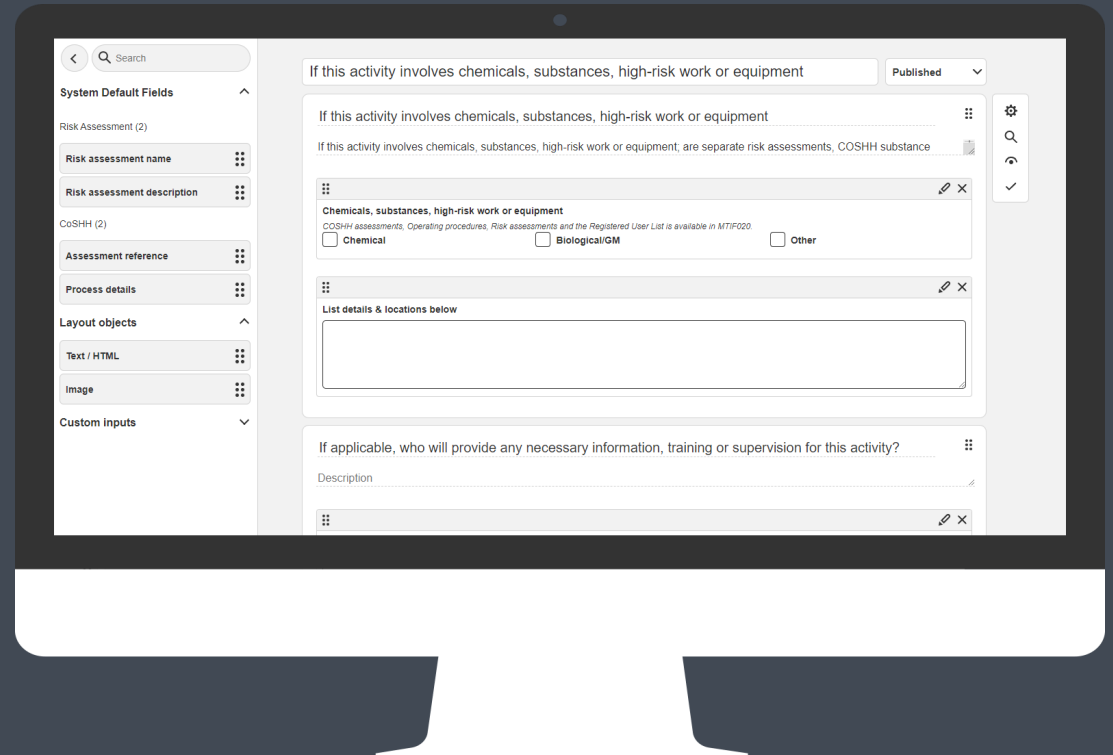 Search
System Default Fields
Risk Assessment (2)
Risk assessment name
Risk assessment description
CoSHH (2)
Assessment reference
Process details
Layout objects
Text / HTML
Image
Custom inputs
If this activity involves chemicals, substances, high-risk work or equipment
Published
If this activity involves chemicals, substances, high-risk work or equipment
If this activity involves chemicals, substances, high-risk work or equipment; are separate risk assessments, COSHH substance
Chemicals, substances, high-risk work or equipment
COSHH assessments, Operating procedures, Risk assessments and the Registered User List is available in MTIF020.
Chemical Biological/GM Other
List details & locations below
If applicable, who will provide any necessary information, training or supervision for this activity?
Description